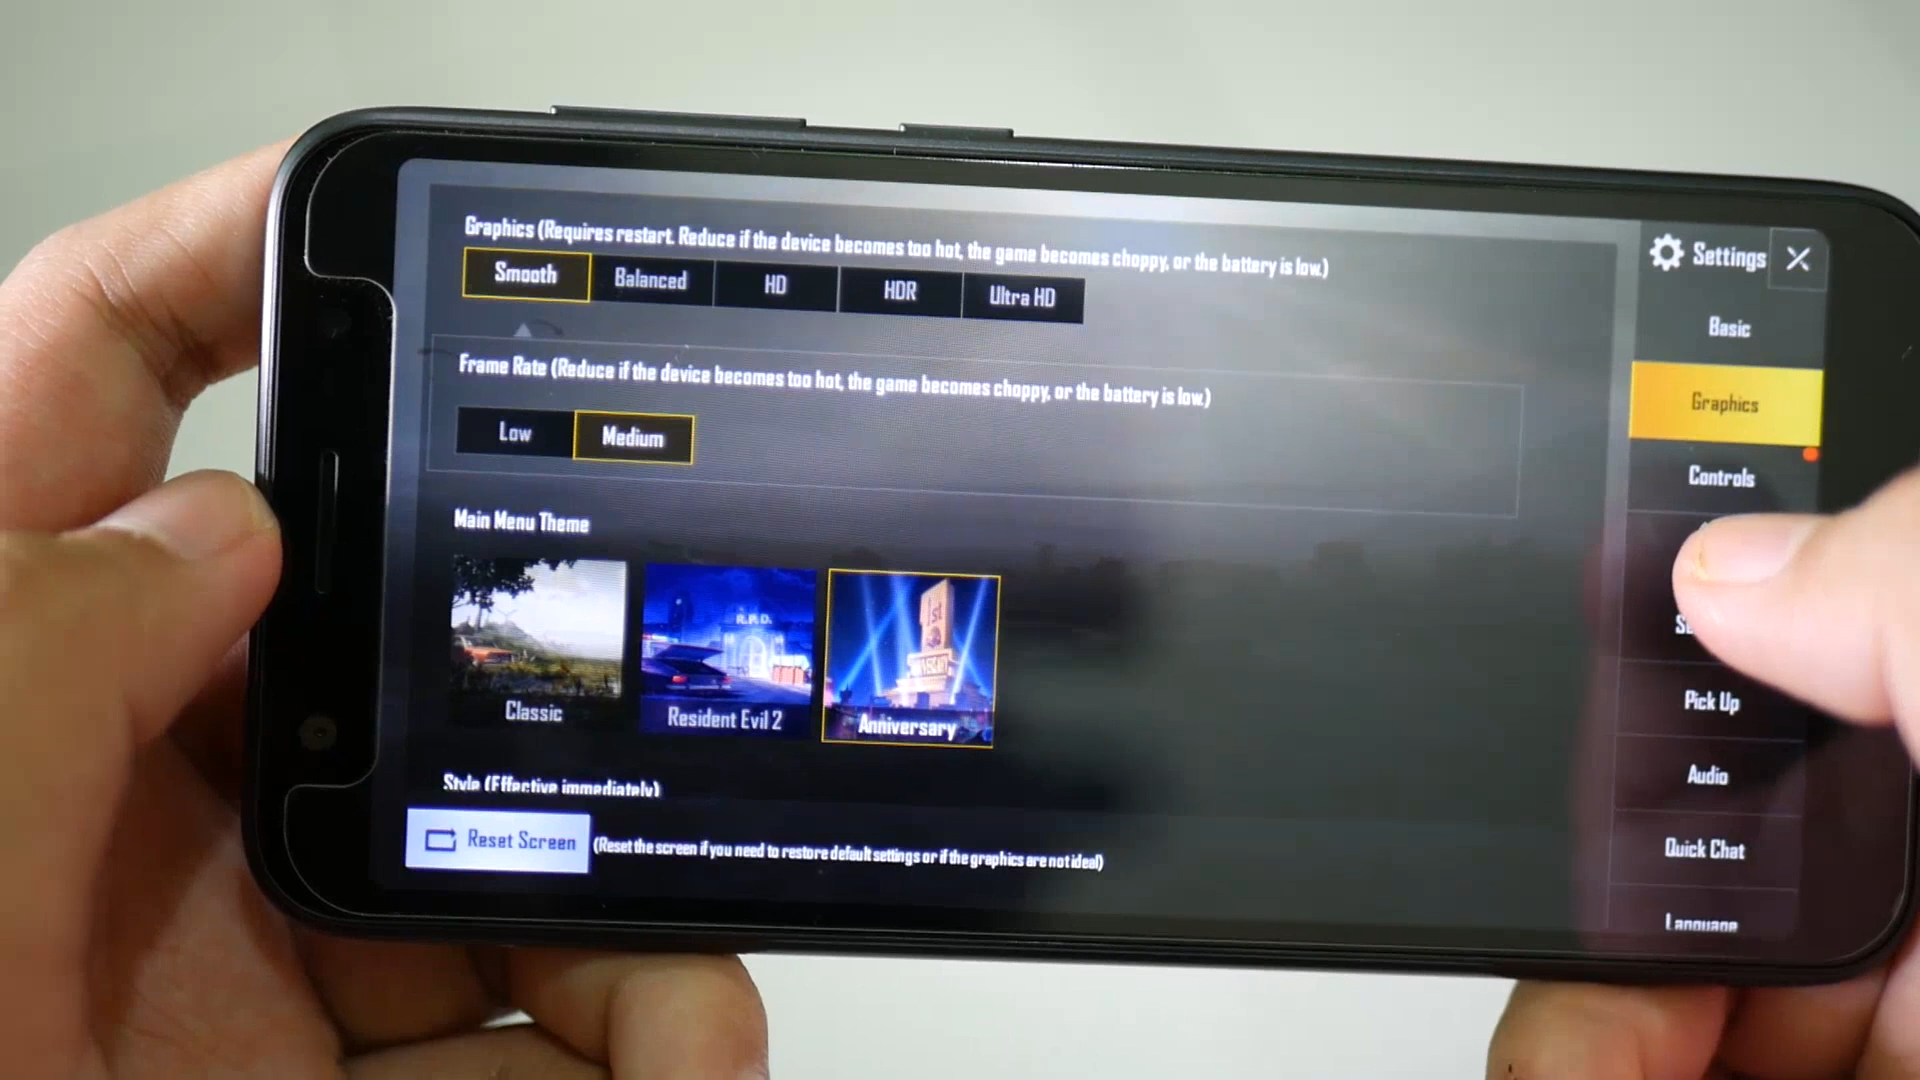 Graphics (Requires restart. Reduce if the device becomes too hot, the game becomes choppy, or the battery is low.)
Smooth Balanced HD HDR Ultra HD
Frame Rate (Reduce if the device becomes too hot, the game becomes choppy, or the battery is low.)
Low Medium
Main Menu Theme
R.P.D.
1st
Classic
Resident Evil 2
Anniversary
Style (Effective immediately)
Reset Screen
(Reset the screen if you need to restore default settings or if the graphics are not ideal)
Settings
Basic
Graphics
Controls
Pick Up
Audio
Quick Chat
Language